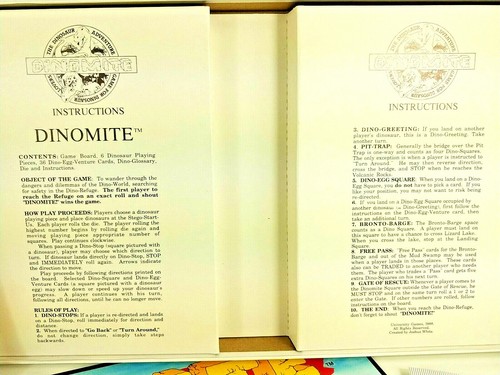 THE DINOSAUR ADVENTURE
DINOMITE
GAME FOR DINOSAUR LOVERS
INSTRUCTIONS
DINOMITE™
CONTENTS: Game Board, 6 Dinosaur Playing
Pieces, 36 Dino-Egg-Venture Cards, Dino-Glossary,
Die and Instructions.
OBJECT OF THE GAME: To wander through the
dangers and dilemmas of the Dino-World, searching
for safety in the Dino-Refuge. The first player to
reach the Refuge on an exact roll and shout
"DINOMITE" wins the game.
HOW PLAY PROCEEDS: Players choose a dinosaur
playing piece and place dinosaurs at the Stego-Start-
Us. Each player rolls the die. The player rolling the
highest number begins by rolling die again and
moving playing piece appropriate number of
squares. Play continues clockwise.
When passing a Dino-Stop square (pictured with
a dinosaur), player may choose which direction to
turn. If dinosaur lands directly on Dino-Stop, STOP
and IMMEDIATELY roll again. Arrows indicate
the direction to move.
Play proceeds by following directions printed on the
board. Selected Dino-Square and Dino-Egg
Venture Cards (a square pictured with a dinosaur
egg) may slow down or speed up your dinosaur's
progress. A player continues with his turn,
following all directions, until he can no longer move.
RULES OF PLAY:
1. DINO-STOPS: If a player is re-directed and lands
on a Dino-Stop, roll immediately for direction and
distance.
2. When directed to "Go Back" or "Turn Around,"
do not change direction, simply take steps
backwards.
DINOMITE
INSTRUCTIONS
3. DINO-GREETING: If you land on another
player's dinosaur, this is a Dino-Greeting. Take
another turn.
4. PIT-TRAP: Generally the bridge over the Pit
Trap is one-way and counts as four Dino-Squares.
The only exception is when a player is instructed to
"Turn Around." He may then reverse direction,
cross the bridge, and STOP when he reaches the
Volcanic Rocks.
5. DINO-EGG SQUARE: When you land on a Dino-
Egg Square, you do not have to pick a card. If you
like your position, you may not want to risk being
re-directed.
6. If you land on a Dino-Egg Square occupied by
another dinosaur (a Dino-Greeting), first follow the
instructions on the Dino-Egg-Venture card, then
take an additional turn.
7. BRONTO-BARGE: The Bronto-Barge again
counts as a Dino Square. A player must land on
this square to have a chance to cross Lizard Lake.
When you cross the lake, stop at the Landing
Square.
8. FREE PASS: "Free Pass" cards for the Bronto-
Barge and out of the Mud Swamp may be used
when a player lands on those places. These cards
also can be TRADED to another player who needs
them. The player who trades a "Pass" card gets five
extra Dino-Squares on his next turn.
9. GATE OF RESCUE: Whenever a player comes to
the Dinomite Square outside the Gate of Rescue, he
MUST STOP and on the same turn roll a 1 or 2 to
enter the Gate. If other numbers are rolled, follow
instructions on the board.
10. THE END: When you reach the Dino-Refuge,
don't forget to shout "DINOMITE!"
University Games,
All Rights Reserved.
Created by Joshua White.